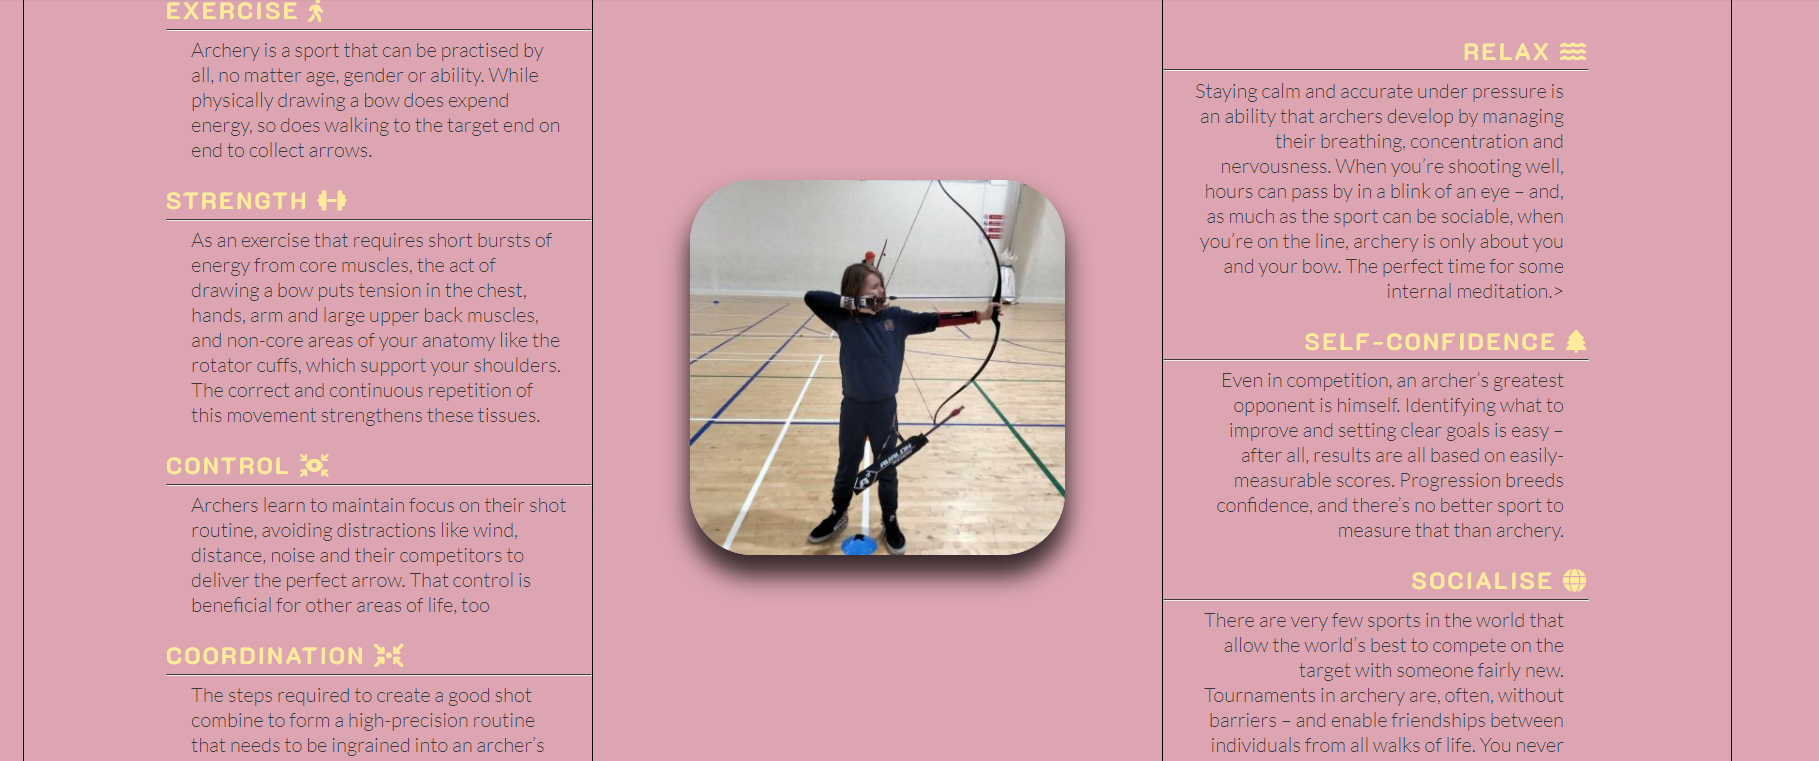 EXERCISE
Archery is a sport that can be practised by
all, no matter age, gender or ability. While
physically drawing a bow does expend
energy, so does walking to the target end on
end to collect arrows.
STRENGTH
As an exercise that requires short bursts of
energy from core muscles, the act of
drawing a bow puts tension in the chest,
hands, arm and large upper back muscles,
and non-core areas of your anatomy like the
rotator cuffs, which support your shoulders.
The correct and continuous repetition of
this movement strengthens these tissues.
CONTROL
Archers learn to maintain focus on their shot
routine, avoiding distractions like wind,
distance, noise and their competitors to
deliver the perfect arrow. That control is
beneficial for other areas of life, too
COORDINATION
The steps required to create a good shot
combine to form a high-precision routine
that needs to be ingrained into an archer's
AVALON
RELAX
Staying calm and accurate under pressure is
an ability that archers develop by managing
their breathing, concentration and
nervousness. When you're shooting well,
hours can pass by in a blink of an eye – and,
as much as the sport can be sociable, when
you're on the line, archery is only about you
and your bow. The perfect time for some
internal meditation.>
SELF-CONFIDENCE
Even in competition, an archer's greatest
opponent is himself. Identifying what to
improve and setting clear goals is easy –
after all, results are all based on easily-
measurable scores. Progression breeds
confidence, and there's no better sport to
measure that than archery.
SOCIALISE
There are very few sports in the world that
allow the world's best to compete on the
target with someone fairly new.
Tournaments in archery are, often, without
barriers – and enable friendships between
individuals from all walks of life. You never